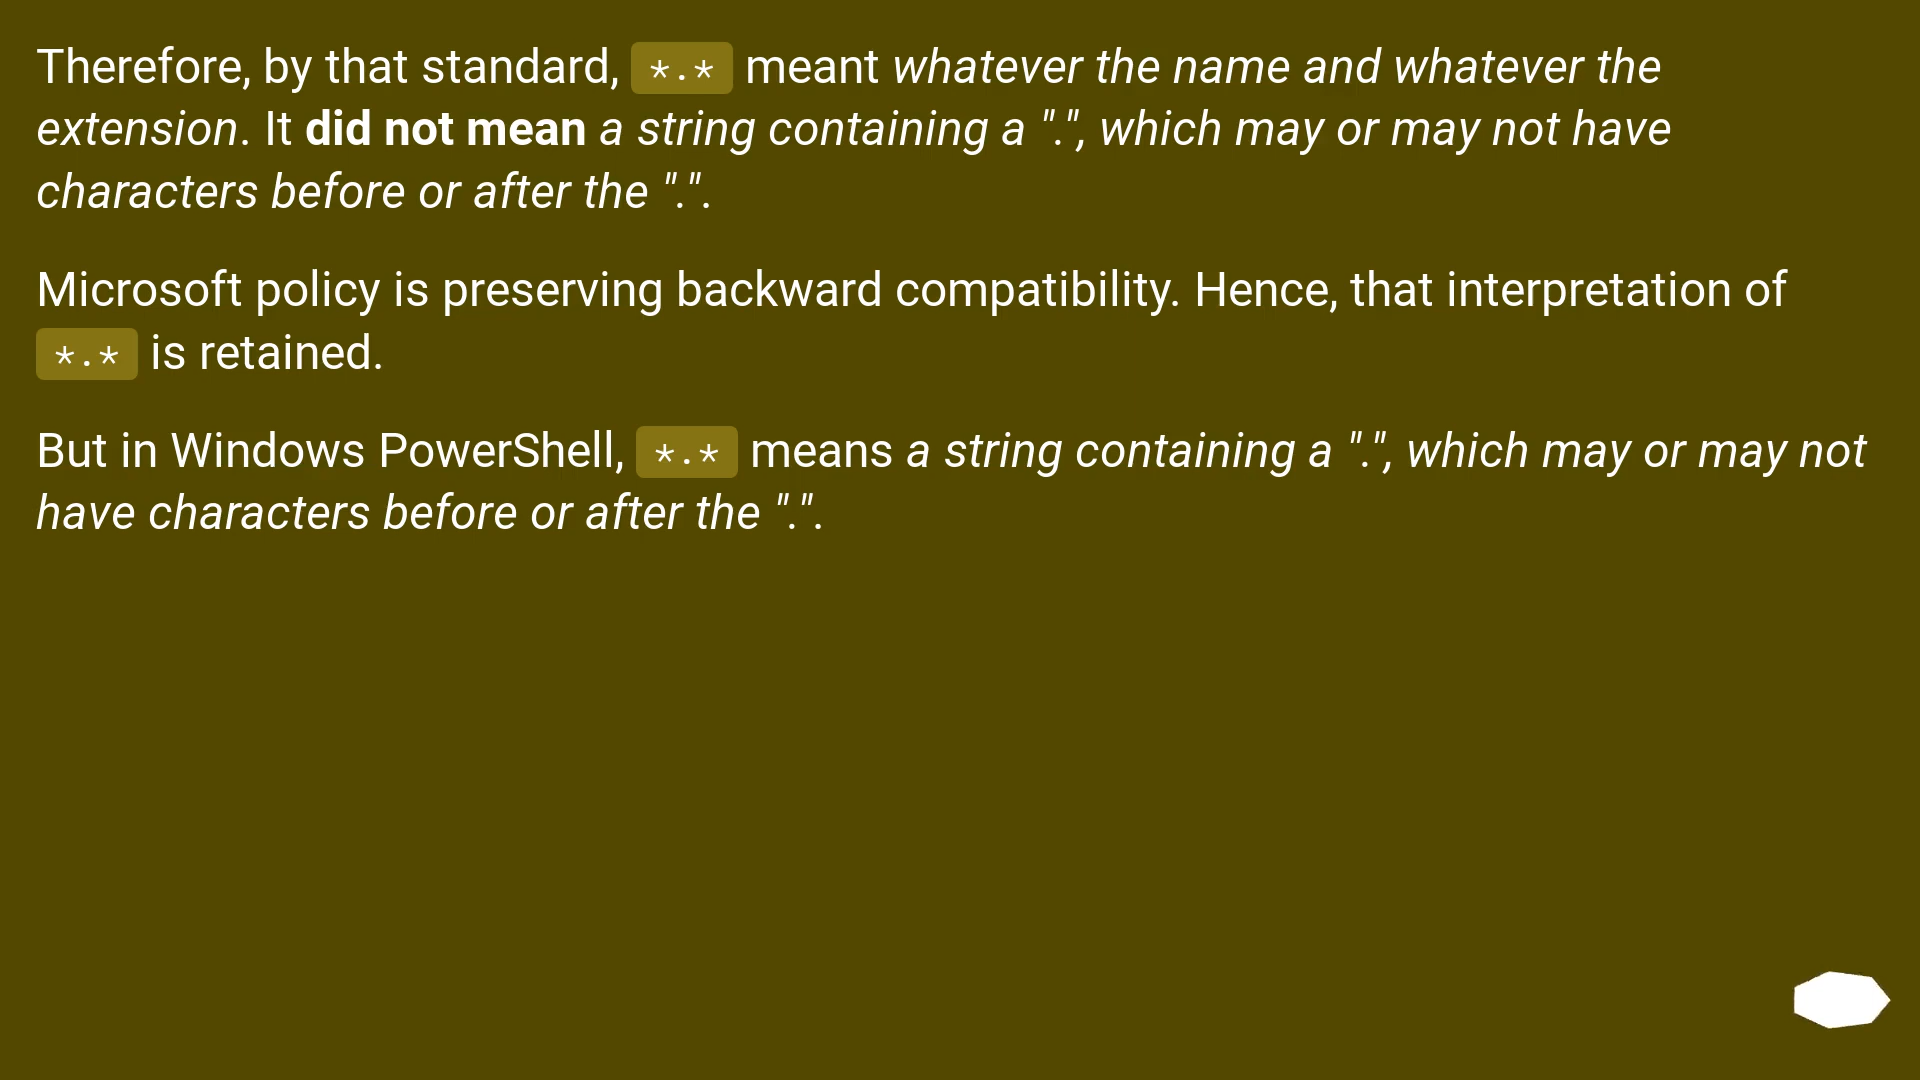 Therefore, by that standard, *.* meant whatever the name and whatever the
extension. It did not mean a string containing a ".", which may or may not have
characters before or after the ".".
Microsoft policy is preserving backward compatibility. Hence, that interpretation of
*.* is retained.
But in Windows PowerShell, *.* means a string containing a ".", which may or may not
have characters before or after the ".".